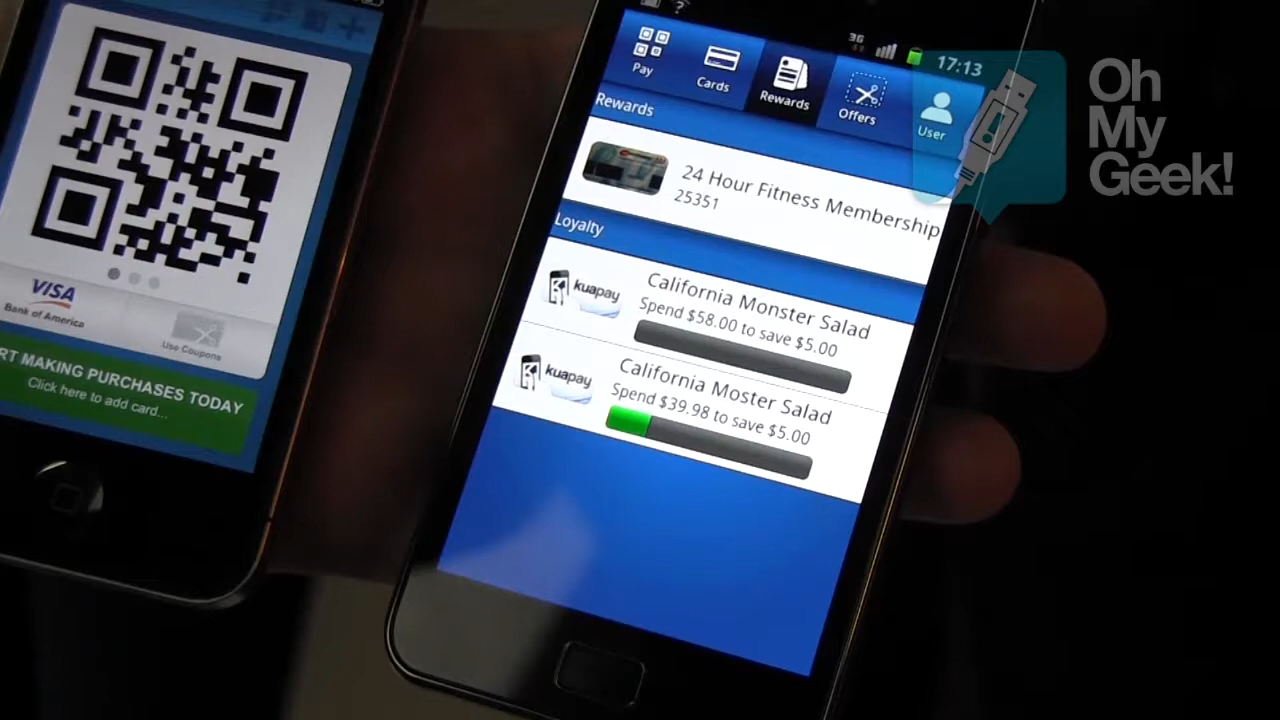 VISA
Bank of America
Use Coupons
RT MAKING PURCHASES TODAY
Click here to add card...
3G
17:13
Pay
Cards
Rewards
Offers
User
Rewards
24 Hour Fitness Membership
25351
Loyalty
kuapay
California Monster Salad
Spend $58.00 to save $5.00
kuapay
California Moster Salad
Spend $39.98 to save $5.00
Oh
My
Geek!